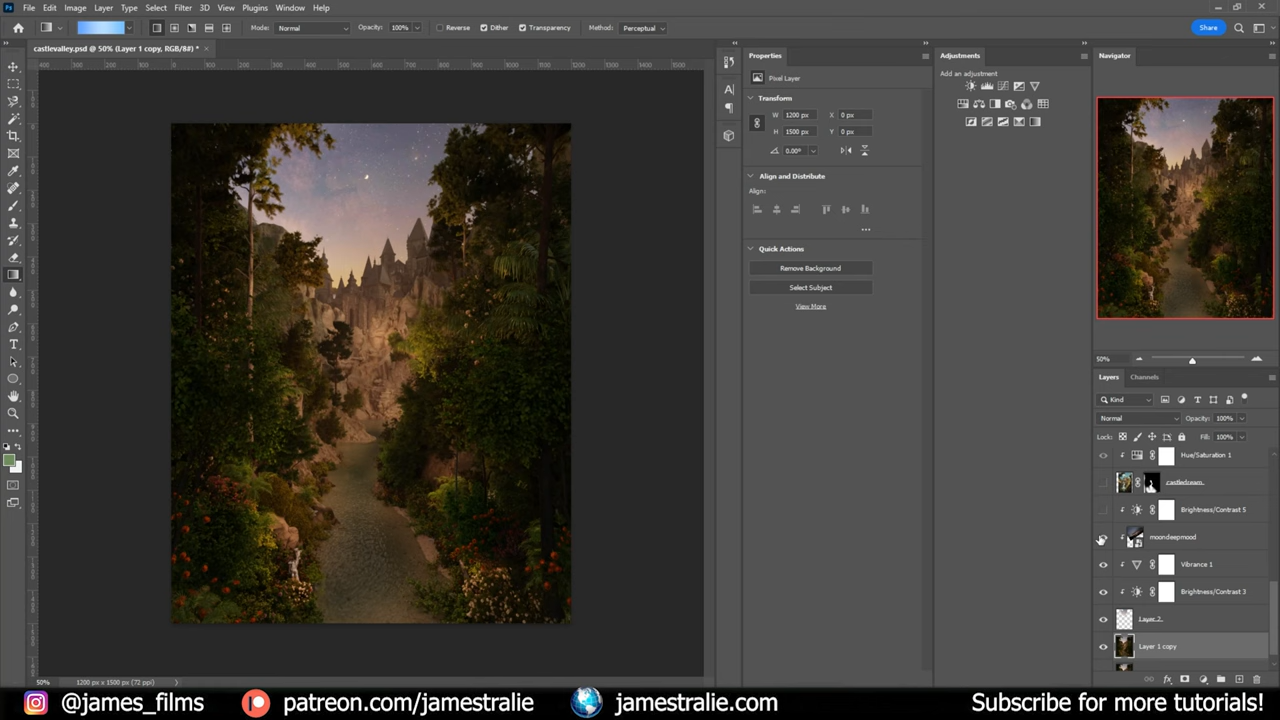 Ps File Edit Image Layer Type Select Filter 3D View Plugins Window Help
Mode: Normal Opacity: 100% Reverse Dither Transparency Method: Perceptual Share
castlevalley.psd @ 50% (Layer 1 copy, RGB/8#) * ×
Properties
Pixel Layer
Transform
W 1200 px X 0 px
H 1500 px Y 0 px
0.00°
Align and Distribute
Align:
Quick Actions
Remove Background
Select Subject
View More
Adjustments
Add an adjustment
Navigator
50%
Layers Channels
Kind
Normal Opacity: 100%
Lock: Fill: 100%
Hue/Saturation 1
castledream
Brightness/Contrast 5
moondeepmood
Vibrance 1
Brightness/Contrast 3
Layer 2
Layer 1 copy
50% 1200 px x 1500 px (72 ppi)
@james_films patreon.com/jamestralie jamestralie.com Subscribe for more tutorials!